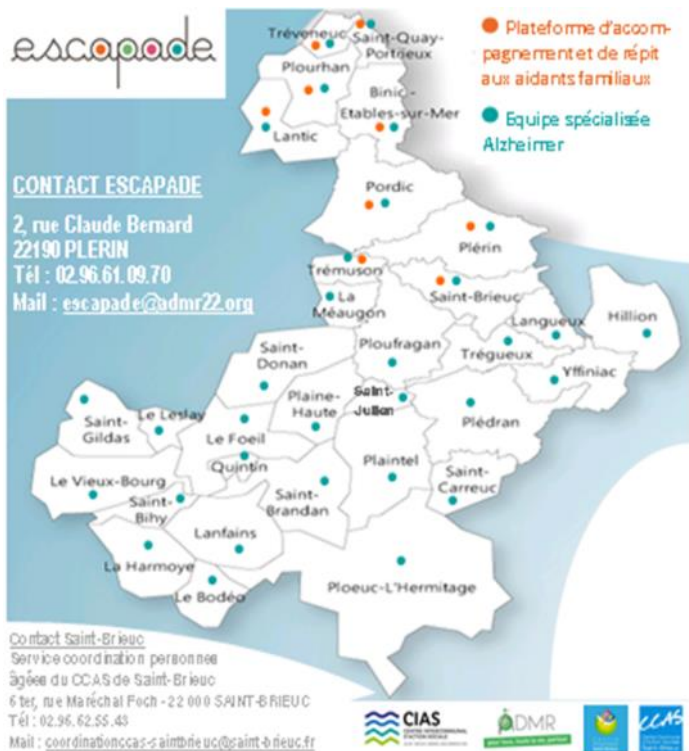 escapade
Plateforme d'accom-
pagnement et de répit
aux aidants familiaux
Equipe spécialisée
Alzheimer
CONTACT ESCAPADE
2, rue Claude Bernard
22190 PLERIN
Tél : 02.96.61.09.70
Mail : escapade@admr22.org
Tréveneuc
Saint-Quay-
Portrieux
Plourhan
Binic-
Etables-sur-Mer
Lantic
Pordic
Plérin
Trémuson
La
Méaugon
Saint-Brieuc
Langueux
Hillion
Ploufragan
Trégueux
Yffiniac
Saint-
Donan
Plaine-
Haute
Saint-
Julien
Plédran
Saint-
Gildas
Le Leslay
Le Foeil
Quintin
Plaintel
Saint-
Carreuc
Le Vieux-Bourg
Saint-
Bihy
Saint-
Brandan
Lanfains
La Harmoye
Le Bodéo
Ploeuc-L'Hermitage
Contact Saint-Brieuc
Service coordination personnes
âgées du CCAS de Saint-Brieuc
6 ter, rue Maréchal Foch - 22 000 SAINT-BRIEUC
Tél : 02.96.62.55.43
Mail : coordinationccas-saintbrieuc@saint-brieuc.fr
CIAS
CENTRE INTERCOMMUNAL
D'ACTION SOCIALE
ADMR
CCAS